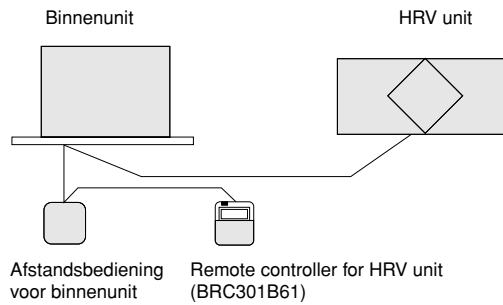 Binnenunit
HRV unit
Afstandsbediening
voor binnenunit
Remote controller for HRV unit
(BRC301B61)